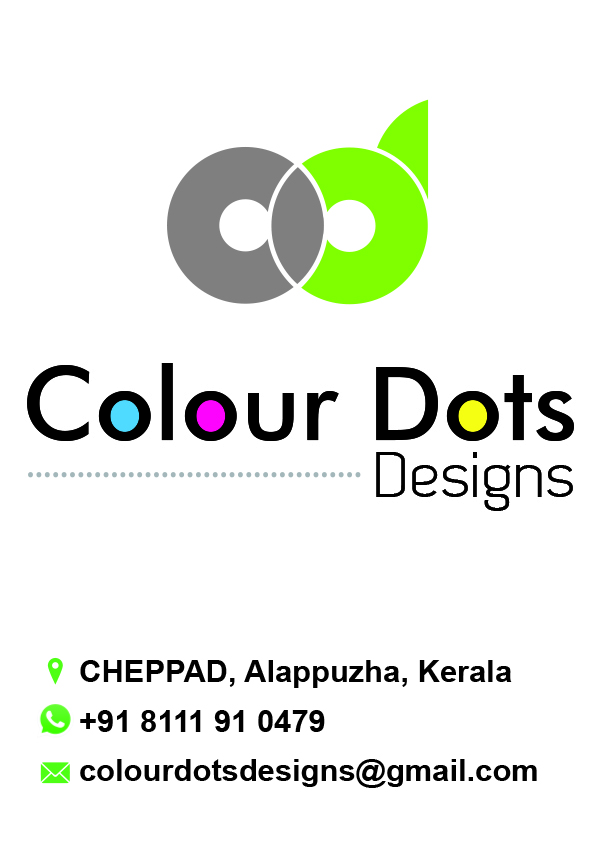 Colour Dots
Designs
CHEPPAD, Alappuzha, Kerala
+91 8111 91 0479
colourdotsdesigns@gmail.com